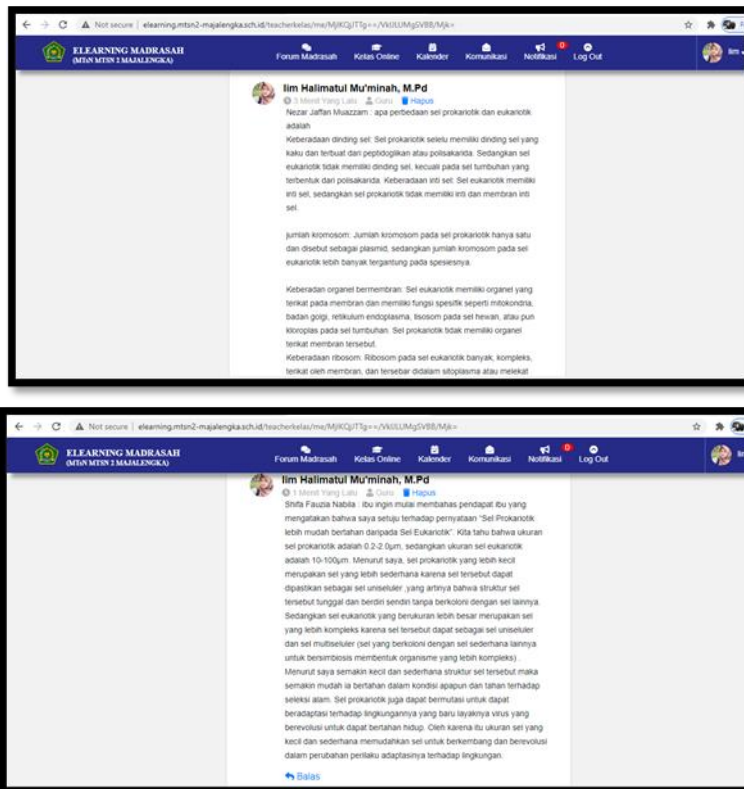 Not secure | elearning.mtsn2-majalengka.sch.id/teacherkelas/me/
ELEARNING MADRASAH
(MTsN MTSN 2 MAJALENGKA)
Forum Madrasah Kelas Online Kalender Komunikasi Notifikasi 0 Log Out
Iim
Iim Halimatul Mu'minah, M.Pd
3 Menit Yang Lalu Guru Hapus
Nezar Jaffan Muazzam : apa perbedaan sel prokariotik dan eukariotik
adalah
Keberadaan dinding sel: Sel prokariotik selelu memiliki dinding sel yang
kaku dan terbuat dari peptidoglikan atau polisakarida. Sedangkan sel
eukariotik tidak memiliki dinding sel, kecuali pada sel tumbuhan yang
terbentuk dari polisakarida. Keberadaan inti sel: Sel eukariotik memiliki
inti sel, sedangkan sel prokariotik tidak memiliki inti dan membran inti
sel.
jumlah kromosom: Jumlah kromosom pada sel prokariotik hanya satu
dan disebut sebagai plasmid, sedangkan jumlah kromosom pada sel
eukariotik lebih banyak tergantung pada spesiesnya.
Keberadan organel bermembran: Sel eukariotik memiliki organel yang
terikat pada membran dan memiliki fungsi spesifik seperti mitokondria,
badan golgi, retikulum endoplasma, lisosom pada sel hewan, atau pun
kloroplas pada sel tumbuhan. Sel prokariotik tidak memiliki organel
terikat membran tersebut.
Keberadaan ribosom: Ribosom pada sel eukariotik banyak, kompleks,
terikat oleh membran, dan tersebar didalam sitoplasma atau melekat
Not secure | elearning.mtsn2-majalengka.sch.id/teacherkelas/me/
ELEARNING MADRASAH
(MTsN MTSN 2 MAJALENGKA)
Forum Madrasah Kelas Online Kalender Komunikasi Notifikasi 0 Log Out
Iim Halimatul Mu'minah, M.Pd
1 Menit Yang Lalu Guru Hapus
Shifa Fauzia Nabila : Ibu ingin mulai membahas pendapat ibu yang
mengatakan bahwa saya setuju terhadap pernyataan "Sel Prokariotik
lebih mudah bertahan daripada Sel Eukariotik". Kita tahu bahwa ukuran
sel prokariotik adalah 0.2-2.0μm, sedangkan ukuran sel eukariotik
adalah 10-100μm. Menurut saya, sel prokariotik yang lebih kecil
merupakan sel yang lebih sederhana karena sel tersebut dapat
dipastikan sebagai sel uniseluler ,yang artinya bahwa struktur sel
tersebut tunggal dan berdiri sendiri tanpa berkoloni dengan sel lainnya.
Sedangkan sel eukariotik yang berukuran lebih besar merupakan sel
yang lebih kompleks karena sel tersebut dapat sebagai sel uniseluler
dan sel multiseluler (sel yang berkoloni dengan sel sederhana lainnya
untuk bersimbiosis membentuk organisme yang lebih kompleks) .
Menurut saya semakin kecil dan sederhana struktur sel tersebut maka
semakin mudah ia bertahan dalam kondisi apapun dan tahan terhadap
seleksi alam. Sel prokariotik juga dapat bermutasi untuk dapat
beradaptasi terhadap lingkungannya yang baru layaknya virus yang
berevolusi untuk dapat bertahan hidup. Oleh karena itu ukuran sel yang
kecil dan sederhana memudahkan sel untuk berkembang dan berevolusi
dalam perubahan perilaku adaptasinya terhadap lingkungan.
Balas